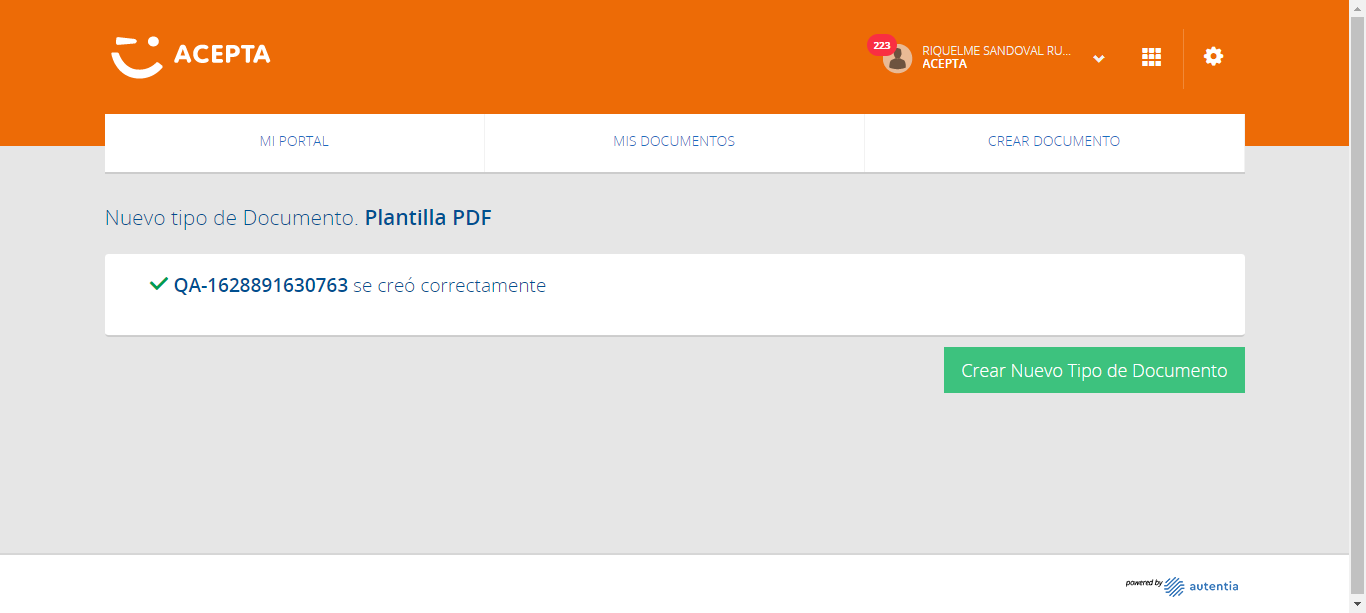 ACEPTA
223
RIQUELME SANDOVAL RU...
ACEPTA
MI PORTAL
MIS DOCUMENTOS
CREAR DOCUMENTO
Nuevo tipo de Documento. Plantilla PDF
QA-1628891630763 se creó correctamente
Crear Nuevo Tipo de Documento
powered by autentia